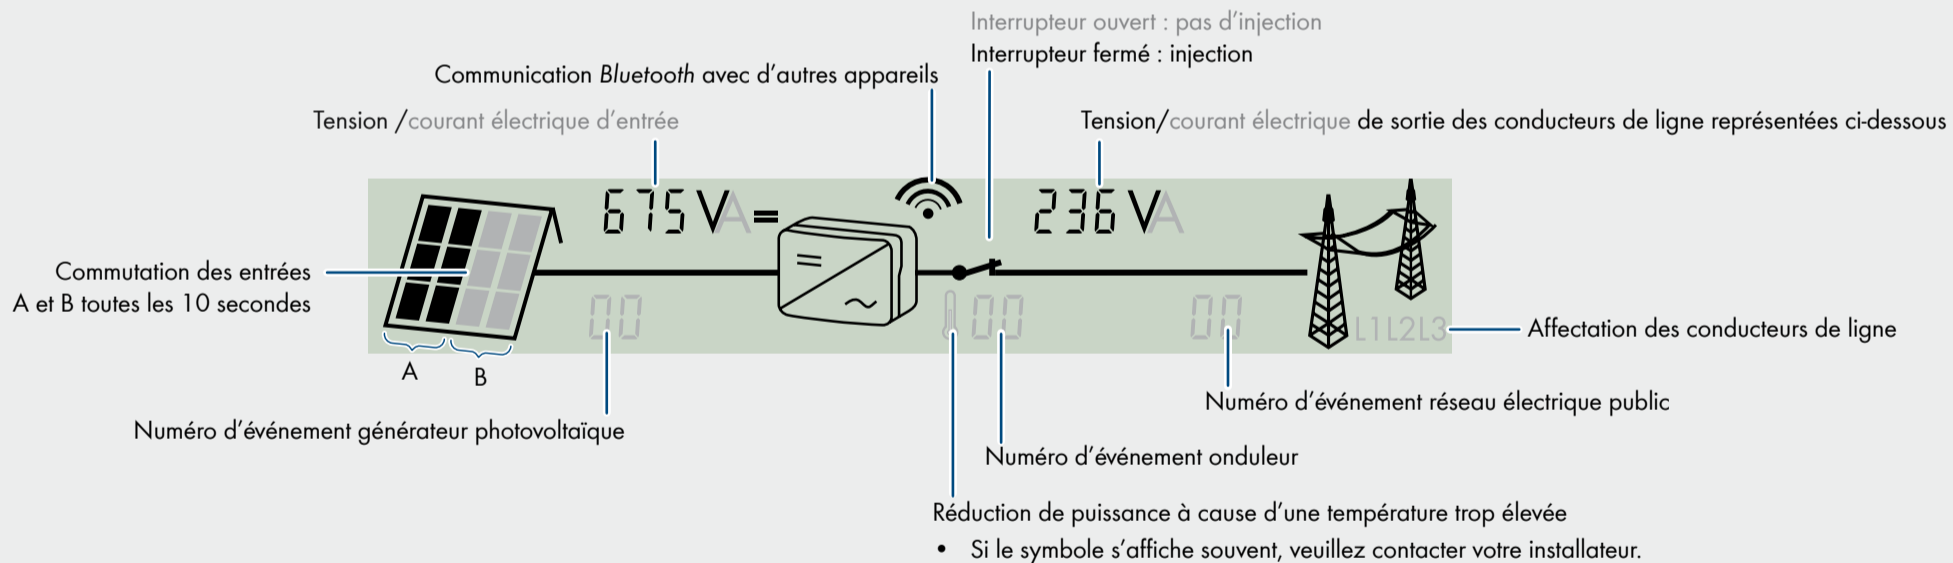 Interrupteur ouvert : pas d’injection
Interrupteur fermé : injection
Communication Bluetooth avec d’autres appareils
Tension /courant électrique d’entrée
Tension/courant électrique de sortie des conducteurs de ligne représentées ci-dessous
675 VA=
236 VA
Commutation des entrées
A et B toutes les 10 secondes
00
00
00
L1L2L3
Affectation des conducteurs de ligne
A
B
Numéro d’événement réseau électrique public
Numéro d’événement générateur photovoltaïque
Numéro d’événement onduleur
Réduction de puissance à cause d’une température trop élevée
• Si le symbole s’affiche souvent, veuillez contacter votre installateur.